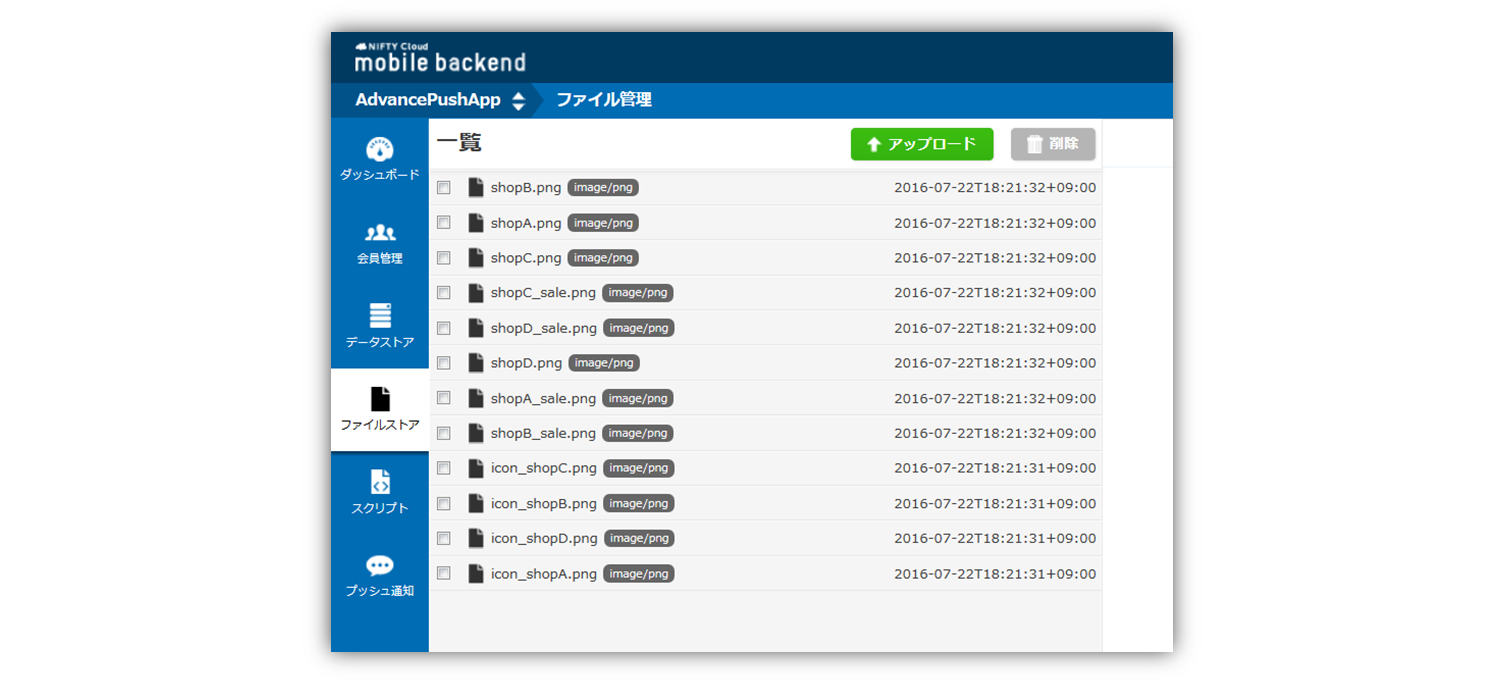 NIFTY Cloud
mobile backend
AdvancePushApp ファイル管理
ダッシュボード
会員管理
データストア
ファイルストア
スクリプト
プッシュ通知
一覧 アップロード 削除
shopB.png image/png 2016-07-22T18:21:32+09:00
shopA.png image/png 2016-07-22T18:21:32+09:00
shopC.png image/png 2016-07-22T18:21:32+09:00
shopC_sale.png image/png 2016-07-22T18:21:32+09:00
shopD_sale.png image/png 2016-07-22T18:21:32+09:00
shopD.png image/png 2016-07-22T18:21:32+09:00
shopA_sale.png image/png 2016-07-22T18:21:32+09:00
shopB_sale.png image/png 2016-07-22T18:21:32+09:00
icon_shopC.png image/png 2016-07-22T18:21:31+09:00
icon_shopB.png image/png 2016-07-22T18:21:31+09:00
icon_shopD.png image/png 2016-07-22T18:21:31+09:00
icon_shopA.png image/png 2016-07-22T18:21:31+09:00